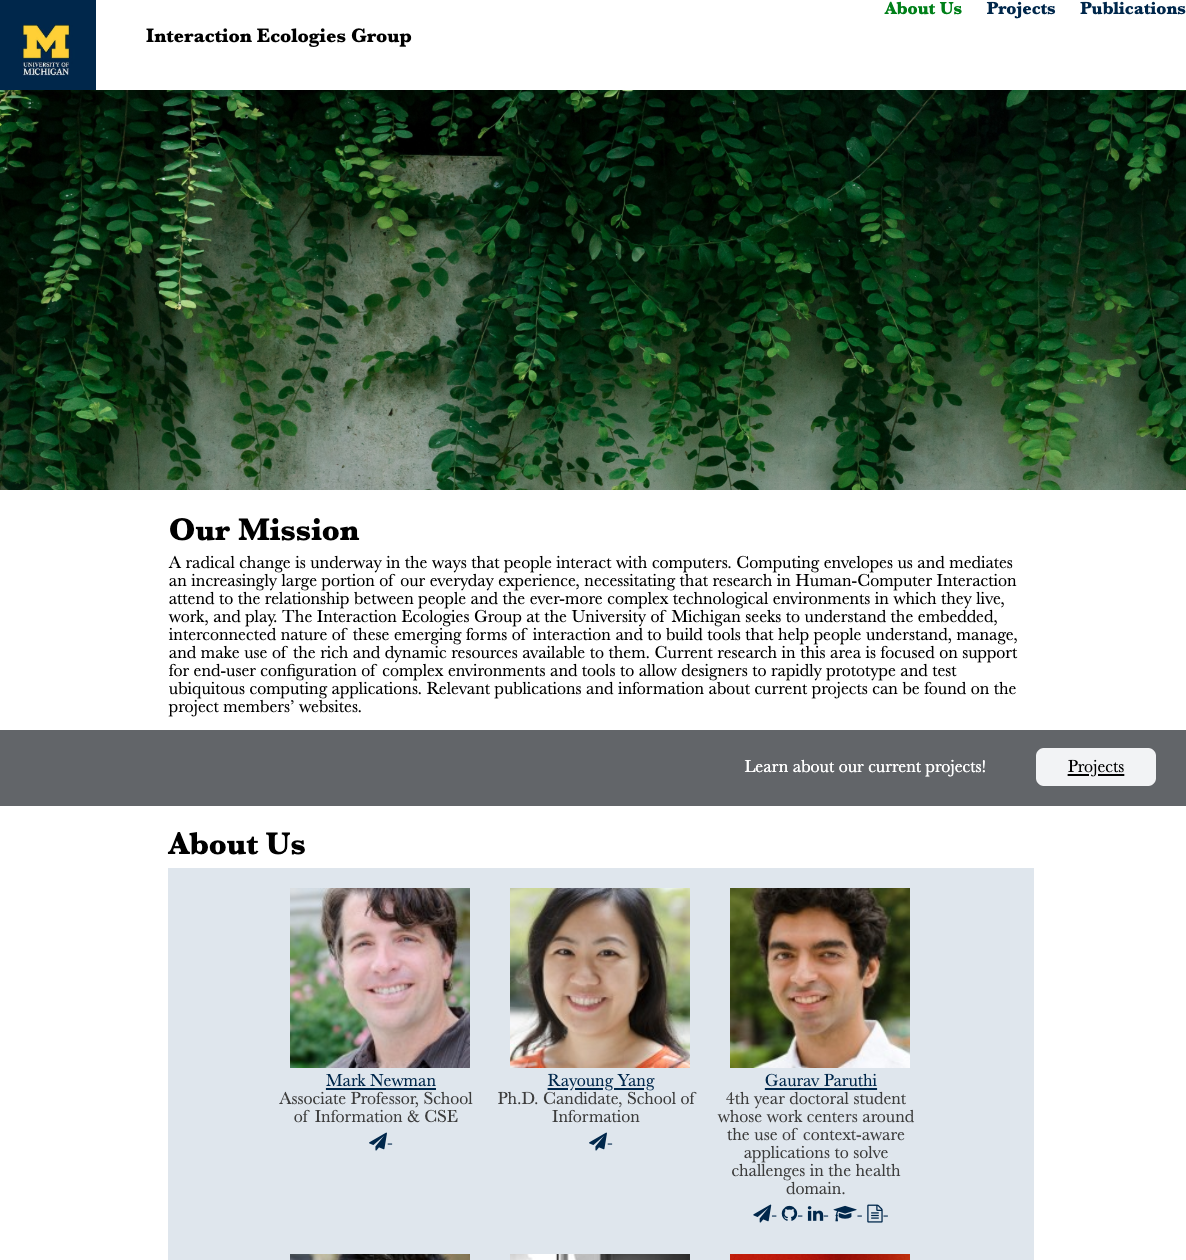 About Us Projects Publications
M
UNIVERSITY OF
MICHIGAN
Interaction Ecologies Group
Our Mission
A radical change is underway in the ways that people interact with computers. Computing envelopes us and mediates
an increasingly large portion of our everyday experience, necessitating that research in Human-Computer Interaction
attend to the relationship between people and the ever-more complex technological environments in which they live,
work, and play. The Interaction Ecologies Group at the University of Michigan seeks to understand the embedded,
interconnected nature of these emerging forms of interaction and to build tools that help people understand, manage,
and make use of the rich and dynamic resources available to them. Current research in this area is focused on support
for end-user configuration of complex environments and tools to allow designers to rapidly prototype and test
ubiquitous computing applications. Relevant publications and information about current projects can be found on the
project members’ websites.
Learn about our current projects! Projects
About Us
Mark Newman
Associate Professor, School
of Information & CSE
Rayoung Yang
Ph.D. Candidate, School of
Information
Gaurav Paruthi
4th year doctoral student
whose work centers around
the use of context-aware
applications to solve
challenges in the health
domain.